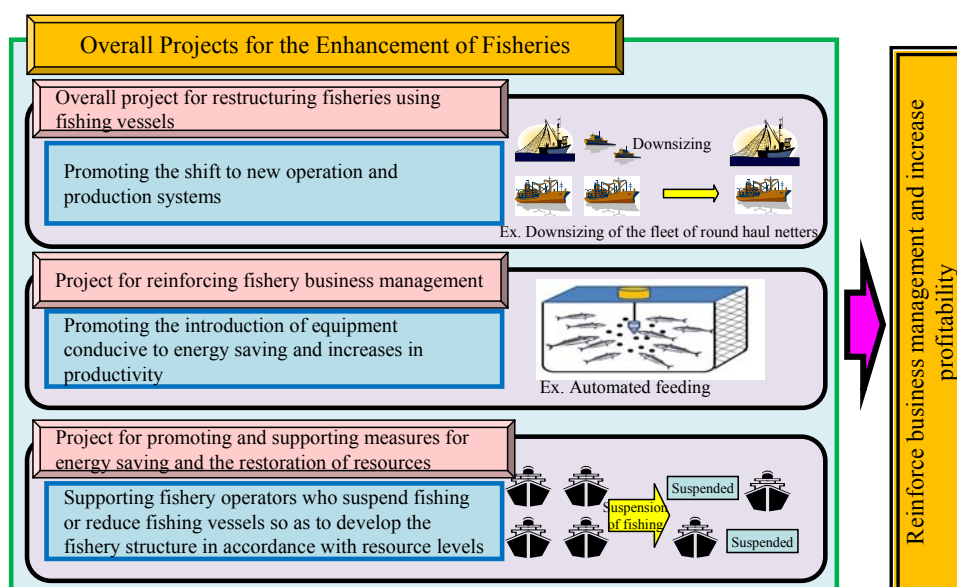 Overall Projects for the Enhancement of Fisheries
Overall project for restructuring fisheries using
fishing vessels
Promoting the shift to new operation and
production systems
Downsizing
Ex. Downsizing of the fleet of round haul netters
Project for reinforcing fishery business management
Promoting the introduction of equipment
conducive to energy saving and increases in
productivity
Ex. Automated feeding
Project for promoting and supporting measures for
energy saving and the restoration of resources
Supporting fishery operators who suspend fishing
or reduce fishing vessels so as to develop the
fishery structure in accordance with resource levels
Suspension
of fishing
Suspended
Suspended
Reinforce business management and increase
profitability